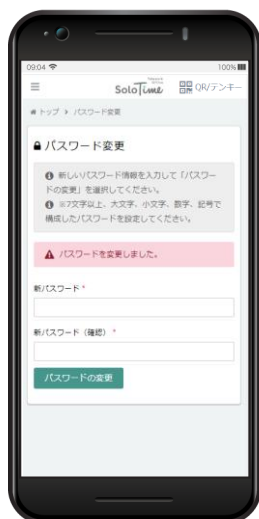 09:04 100%
SoloTime QR/テンキー
トップ > パスワード変更
パスワード変更
新しいパスワード情報を入力して「パスワー
ドの変更」を選択してください。
※7文字以上、大文字、小文字、数字、記号で
構成したパスワードを設定してください。
パスワードを変更しました。
新パスワード *
新パスワード（確認） *
パスワードの変更